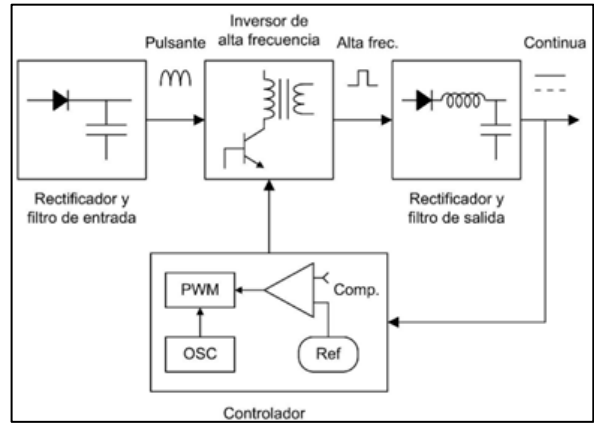 Inversor de
alta frecuencia
Pulsante
Alta frec.
Continua
Rectificador y
filtro de entrada
Rectificador y
filtro de salida
PWM
Comp.
OSC
Ref
Controlador